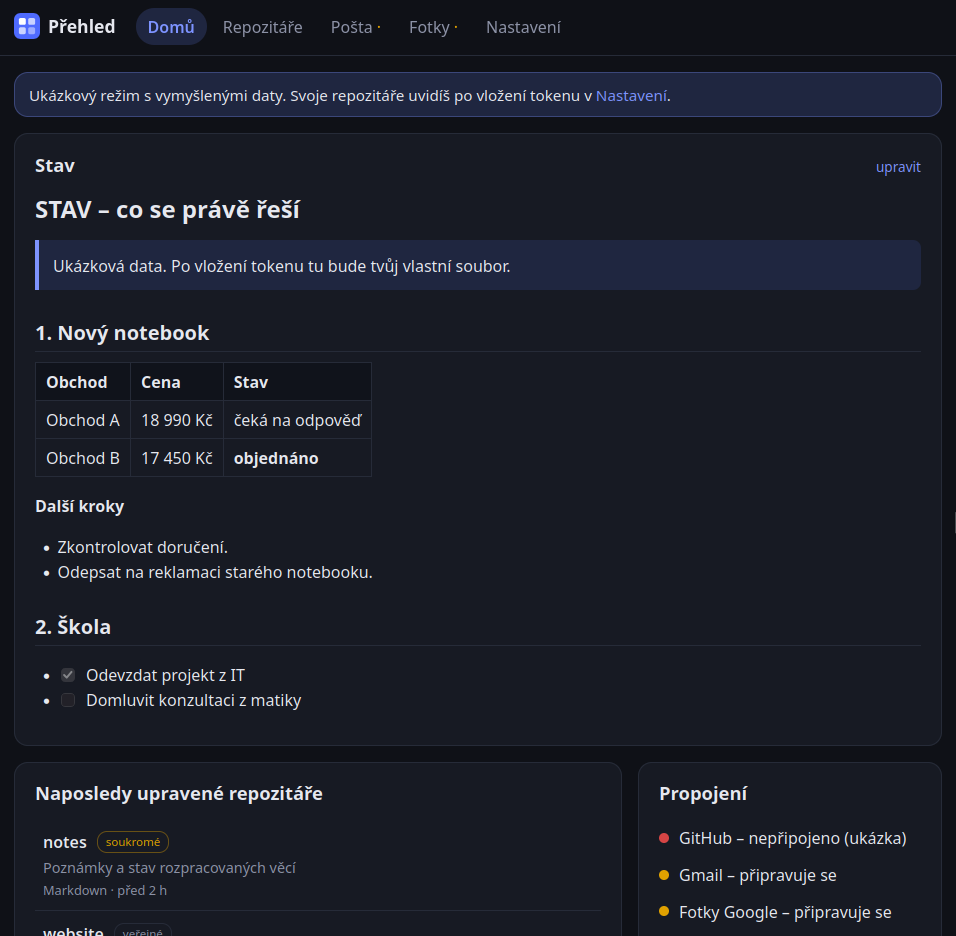 Přehled
Domů
Repozitáře
Pošta ·
Fotky ·
Nastavení
Ukázkový režim s vymyšlenými daty. Svoje repozitáře uvidíš po vložení tokenu v Nastavení.
Stav
upravit
STAV – co se právě řeší
Ukázková data. Po vložení tokenu tu bude tvůj vlastní soubor.
1. Nový notebook
Obchod Cena Stav
Obchod A 18 990 Kč čeká na odpověď
Obchod B 17 450 Kč objednáno
Další kroky
Zkontrolovat doručení.
Odepsat na reklamaci starého notebooku.
2. Škola
Odevzdat projekt z IT
Domluvit konzultaci z matiky
Naposledy upravené repozitáře
notes soukromé
Poznámky a stav rozpracovaných věcí
Markdown · před 2 h
website veřejné
Propojení
GitHub – nepřipojeno (ukázka)
Gmail – připravuje se
Fotky Google – připravuje se